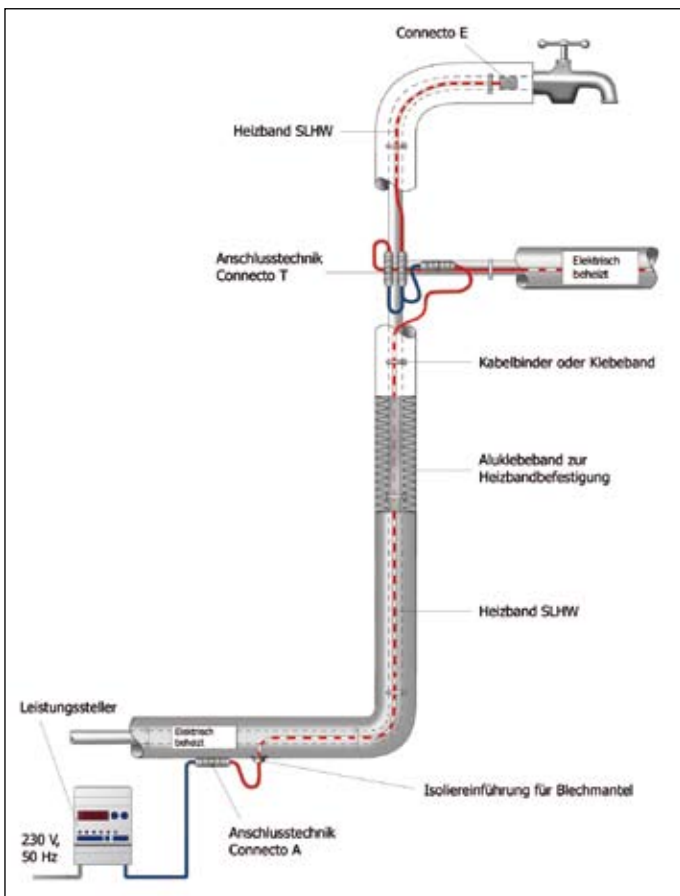 Connecto E
Heizband SLHW
Anschlusstechnik
Connecto T
Elektrisch
beheizt
Kabelbinder oder Klebeband
Aluklebeband zur
Heizbandbefestigung
Heizband SLHW
Leistungssteller
Elektrisch
beheizt
Isoliereinführung für Blechmantel
230 V,
50 Hz
Anschlusstechnik
Connecto A